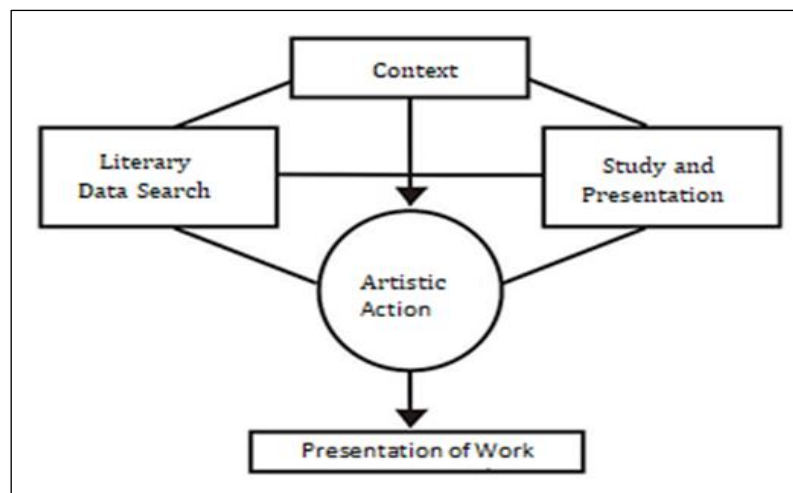 Context
Literary
Data Search
Study and
Presentation
Artistic
Action
Presentation of Work